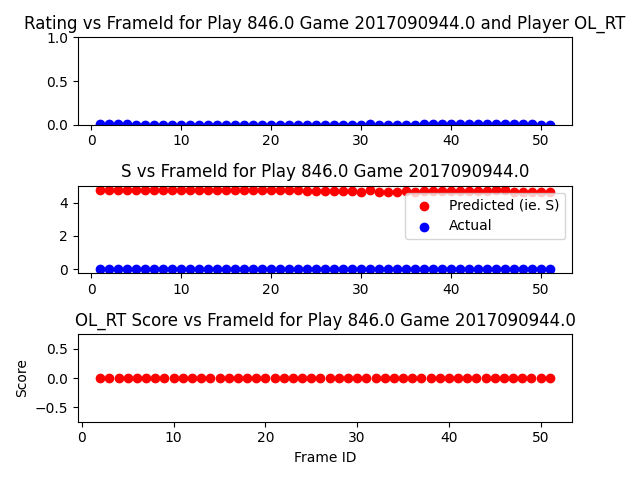 Rating vs FrameId for Play 846.0 Game 2017090944.0 and Player OL_RT
1.0
0.5
0.0
0 10 20 30 40 50
S vs FrameId for Play 846.0 Game 2017090944.0
4
2
0
Predicted (ie. S)
Actual
0 10 20 30 40 50
OL_RT Score vs FrameId for Play 846.0 Game 2017090944.0
0.5
0.0
−0.5
Score
0 10 20 30 40 50
Frame ID